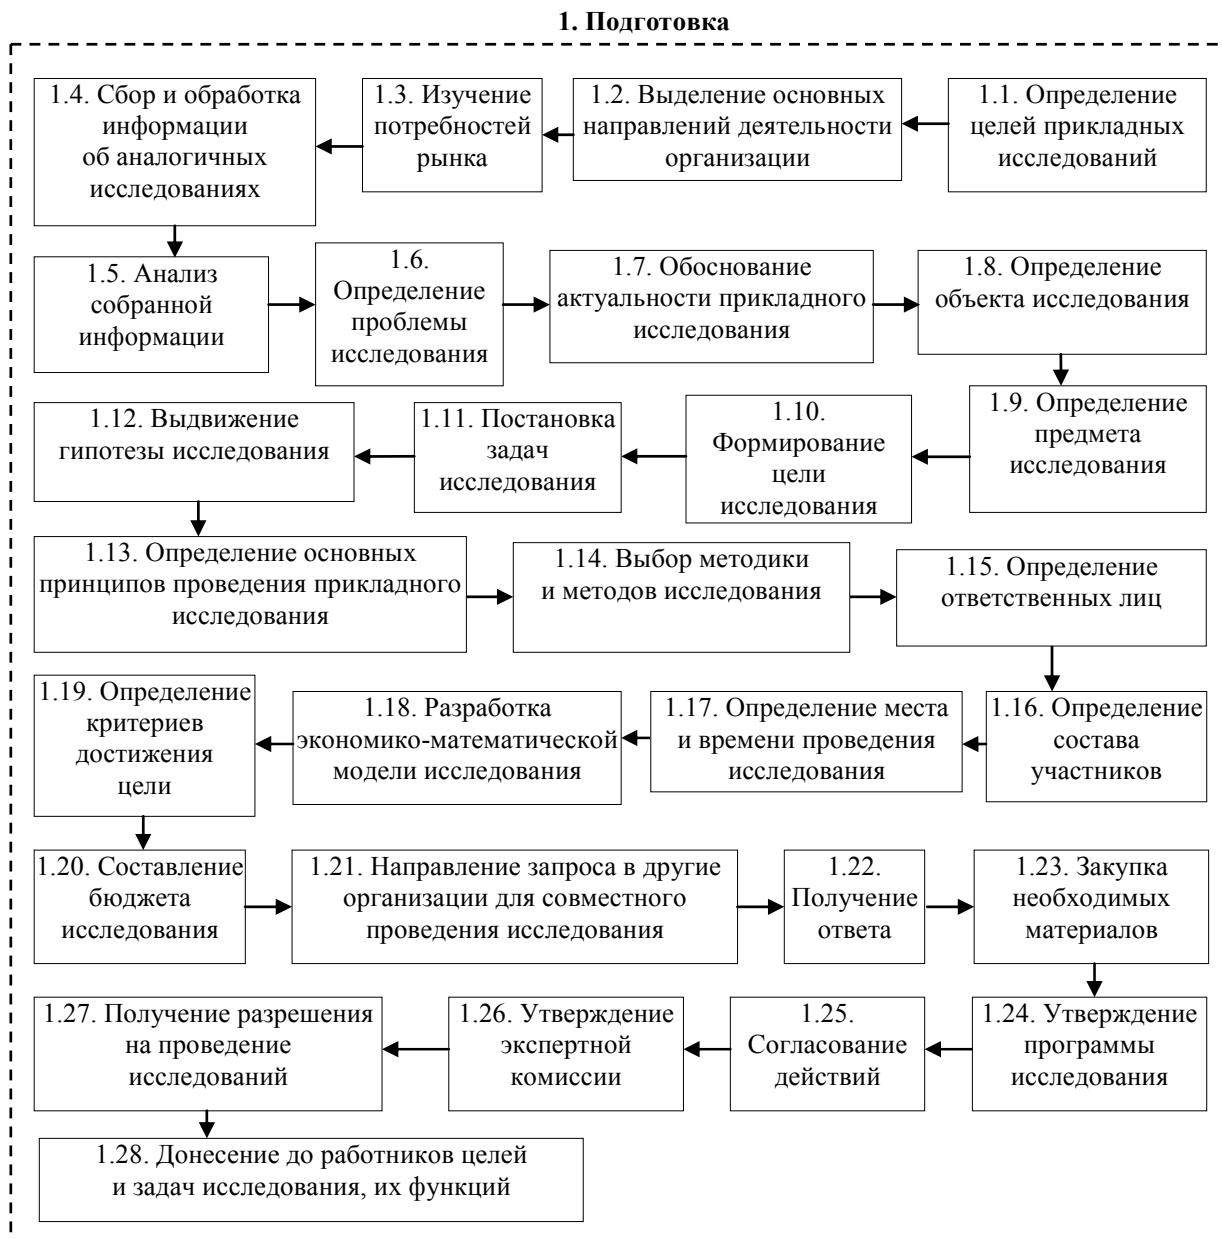 1. Подготовка
1.1. Определение
целей прикладных
исследований
1.2. Выделение основных
направлений деятельности
организации
1.3. Изучение
потребностей
рынка
1.4. Сбор и обработка
информации
об аналогичных
исследованиях
1.5. Анализ
собранной
информации
1.6.
Определение
проблемы
исследования
1.7. Обоснование
актуальности прикладного
исследования
1.8. Определение
объекта исследования
1.9. Определение
предмета
исследования
1.10.
Формирование
цели
исследования
1.11. Постановка
задач
исследования
1.12. Выдвижение
гипотезы исследования
1.13. Определение основных
принципов проведения прикладного
исследования
1.14. Выбор методики
и методов исследования
1.15. Определение
ответственных лиц
1.16. Определение
состава
участников
1.17. Определение места
и времени проведения
исследования
1.18. Разработка
экономико-математической
модели исследования
1.19. Определение
критериев
достижения
цели
1.20. Составление
бюджета
исследования
1.21. Направление запроса в другие
организации для совместного
проведения исследования
1.22.
Получение
ответа
1.23. Закупка
необходимых
материалов
1.24. Утверждение
программы
исследования
1.25.
Согласование
действий
1.26. Утверждение
экспертной
комиссии
1.27. Получение разрешения
на проведение
исследований
1.28. Донесение до работников целей
и задач исследования, их функций